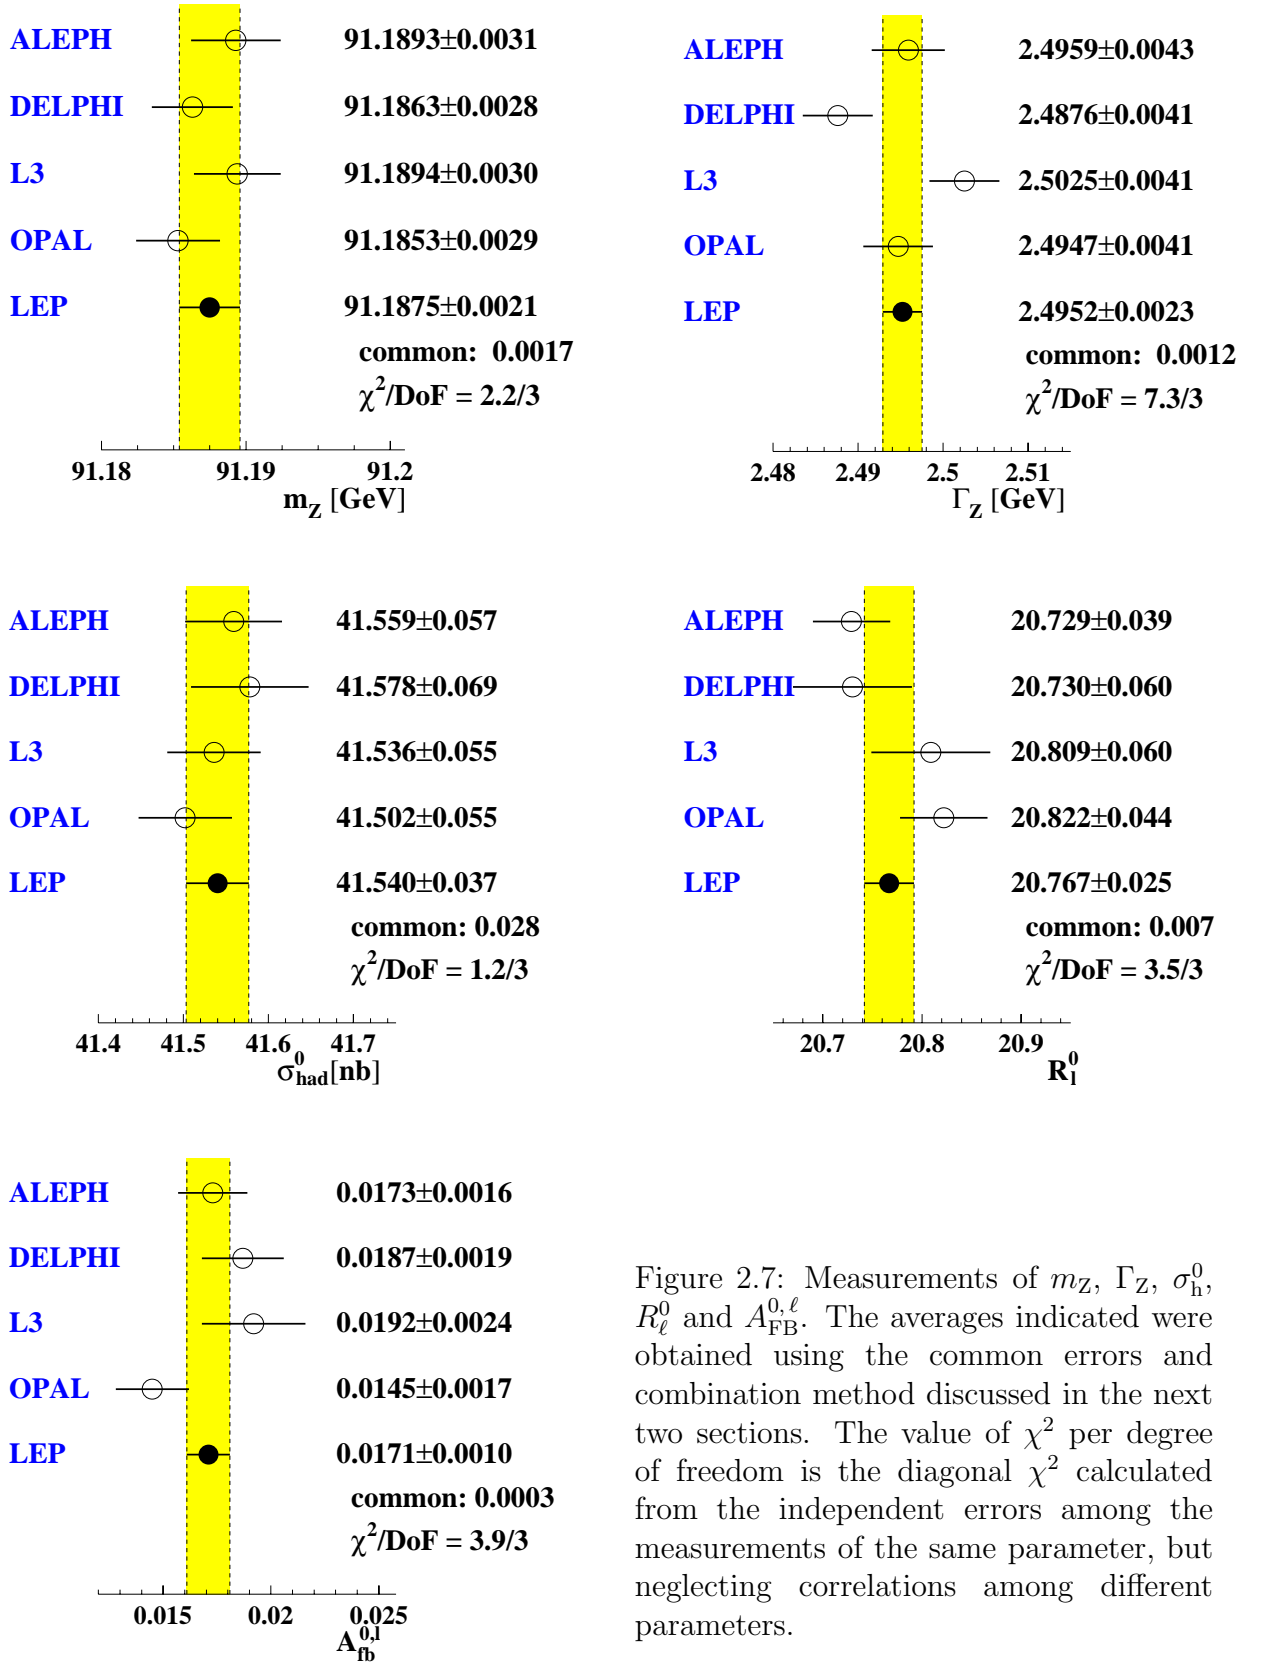 ALEPH 91.1893±0.0031
DELPHI 91.1863±0.0028
L3 91.1894±0.0030
OPAL 91.1853±0.0029
LEP 91.1875±0.0021
common: 0.0017
χ²/DoF = 2.2/3
91.18 91.19 91.2
m_Z [GeV]
ALEPH 2.4959±0.0043
DELPHI 2.4876±0.0041
L3 2.5025±0.0041
OPAL 2.4947±0.0041
LEP 2.4952±0.0023
common: 0.0012
χ²/DoF = 7.3/3
2.48 2.49 2.5 2.51
Γ_Z [GeV]
ALEPH 41.559±0.057
DELPHI 41.578±0.069
L3 41.536±0.055
OPAL 41.502±0.055
LEP 41.540±0.037
common: 0.028
χ²/DoF = 1.2/3
41.4 41.5 41.6 41.7
σ⁰_had [nb]
ALEPH 20.729±0.039
DELPHI 20.730±0.060
L3 20.809±0.060
OPAL 20.822±0.044
LEP 20.767±0.025
common: 0.007
χ²/DoF = 3.5/3
20.7 20.8 20.9
R⁰_l
ALEPH 0.0173±0.0016
DELPHI 0.0187±0.0019
L3 0.0192±0.0024
OPAL 0.0145±0.0017
LEP 0.0171±0.0010
common: 0.0003
χ²/DoF = 3.9/3
0.015 0.02 0.025
A^{0,l}_fb
Figure 2.7: Measurements of m_Z, Γ_Z, σ⁰_h,
R⁰_ℓ and A^{0,ℓ}_FB. The averages indicated were
obtained using the common errors and
combination method discussed in the next
two sections. The value of χ² per degree
of freedom is the diagonal χ² calculated
from the independent errors among the
measurements of the same parameter, but
neglecting correlations among different
parameters.